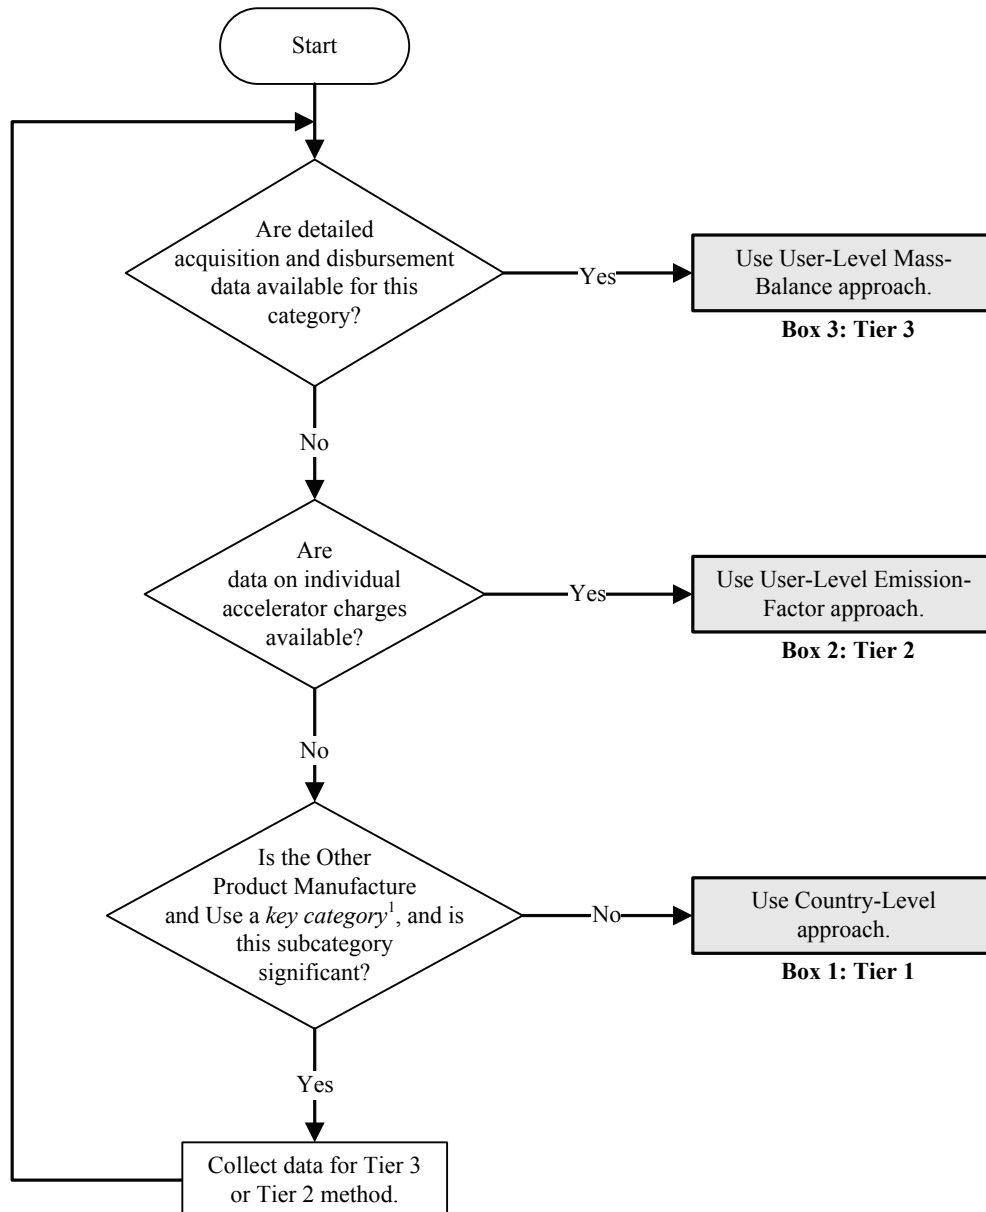 Start
Are detailed
acquisition and disbursement
data available for this
category?
Yes
Use User-Level Mass-
Balance approach.
Box 3: Tier 3
No
Are
data on individual
accelerator charges
available?
Yes
Use User-Level Emission-
Factor approach.
Box 2: Tier 2
No
Is the Other
Product Manufacture
and Use a key category¹, and is
this subcategory
significant?
No
Use Country-Level
approach.
Box 1: Tier 1
Yes
Collect data for Tier 3
or Tier 2 method.